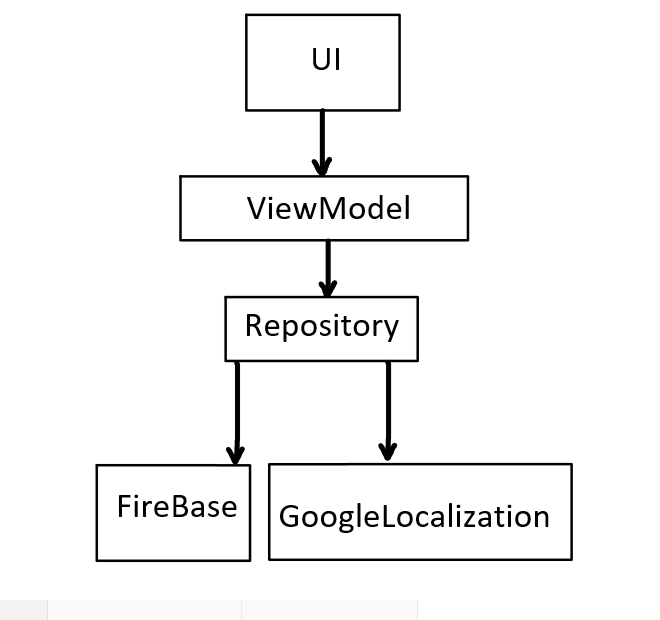 UI
ViewModel
Repository
FireBase
GoogleLocalization